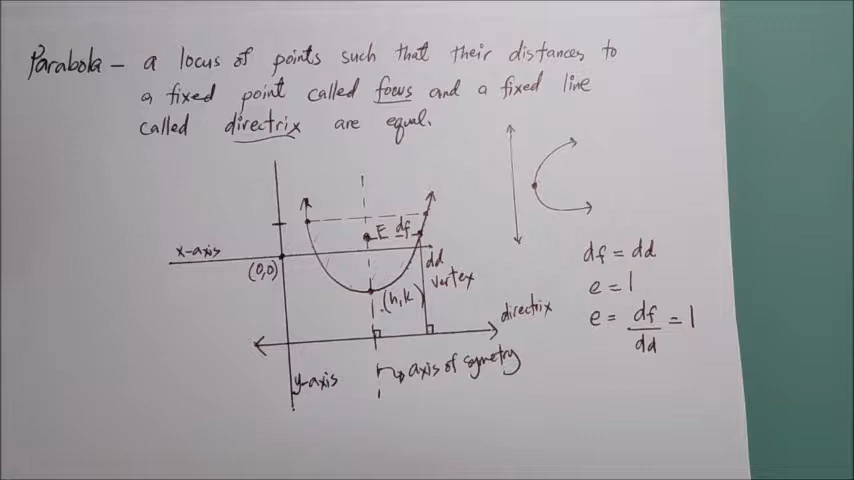 Parabola - a locus of points such that their distances to
a fixed point called focus and a fixed line
called directrix are equal.
F df
x-axis
(0,0)
dd
vertex
(h,k)
directrix
y-axis
axis of symetry
df = dd
e = 1
e = df/dd = 1